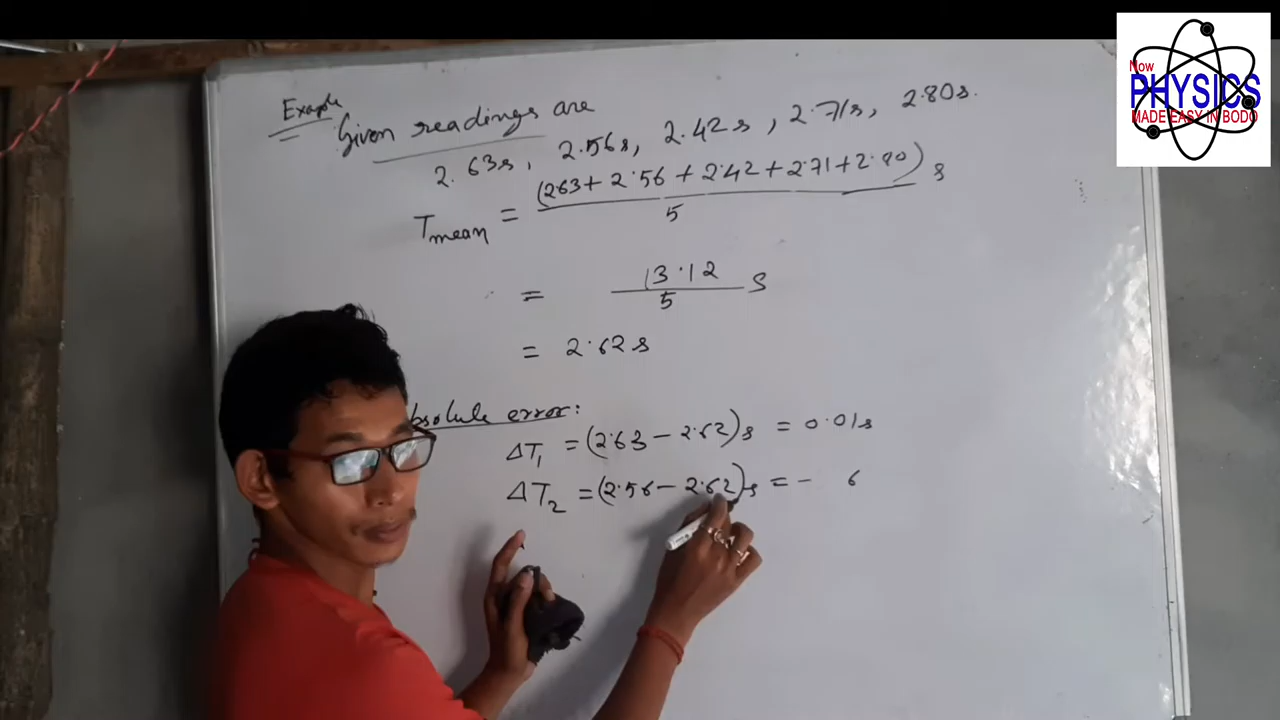 Now
PHYSICS
MADE EASY IN BODO
Example
Given readings are
2.63s, 2.56s, 2.42s, 2.71s, 2.80s.
Tmean = (2.63 + 2.56 + 2.42 + 2.71 + 2.80) s
5
= 13.12 s
5
= 2.62s
bsolute error:
ΔT1 = (2.63 - 2.62)s = 0.01s
ΔT2 = (2.56 - 2.62)s = - 6